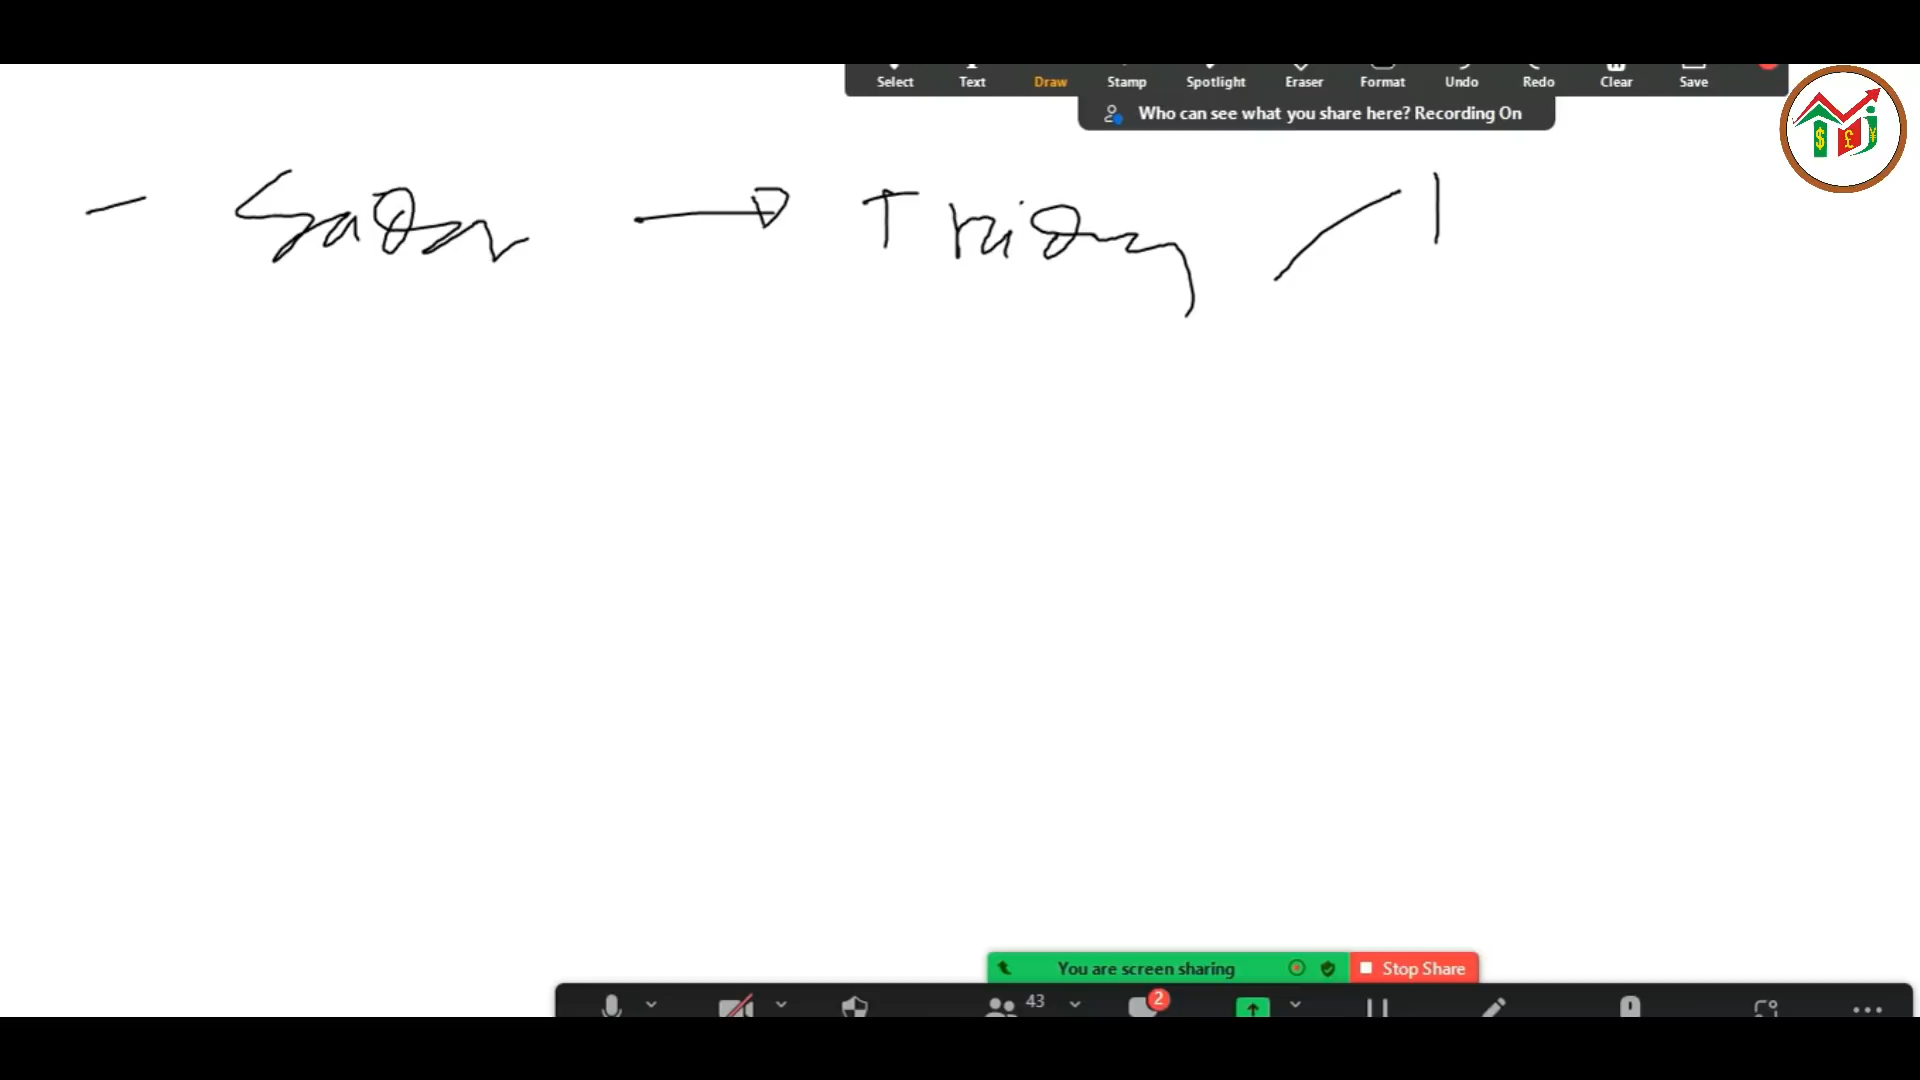 Select Text Draw Stamp Spotlight Eraser Format Undo Redo Clear Save
Who can see what you share here? Recording On
$ £ ¥
- →  / |
You are screen sharing Stop Share
43 2